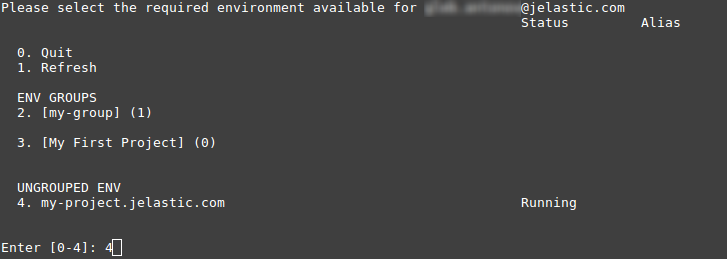 Please select the required environment available for @jelastic.com
Status Alias
0. Quit
1. Refresh
ENV GROUPS
2. [my-group] (1)
3. [My First Project] (0)
UNGROUPED ENV
4. my-project.jelastic.com Running
Enter [0-4]: 4